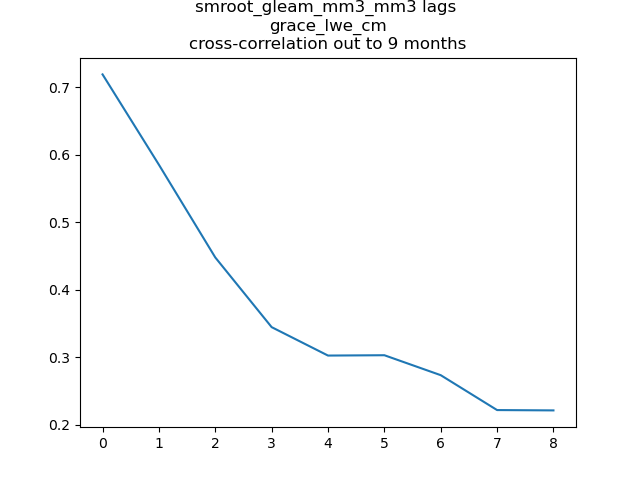 smroot_gleam_mm3_mm3 lags
grace_lwe_cm
cross-correlation out to 9 months
0.7
0.6
0.5
0.4
0.3
0.2
0 1 2 3 4 5 6 7 8